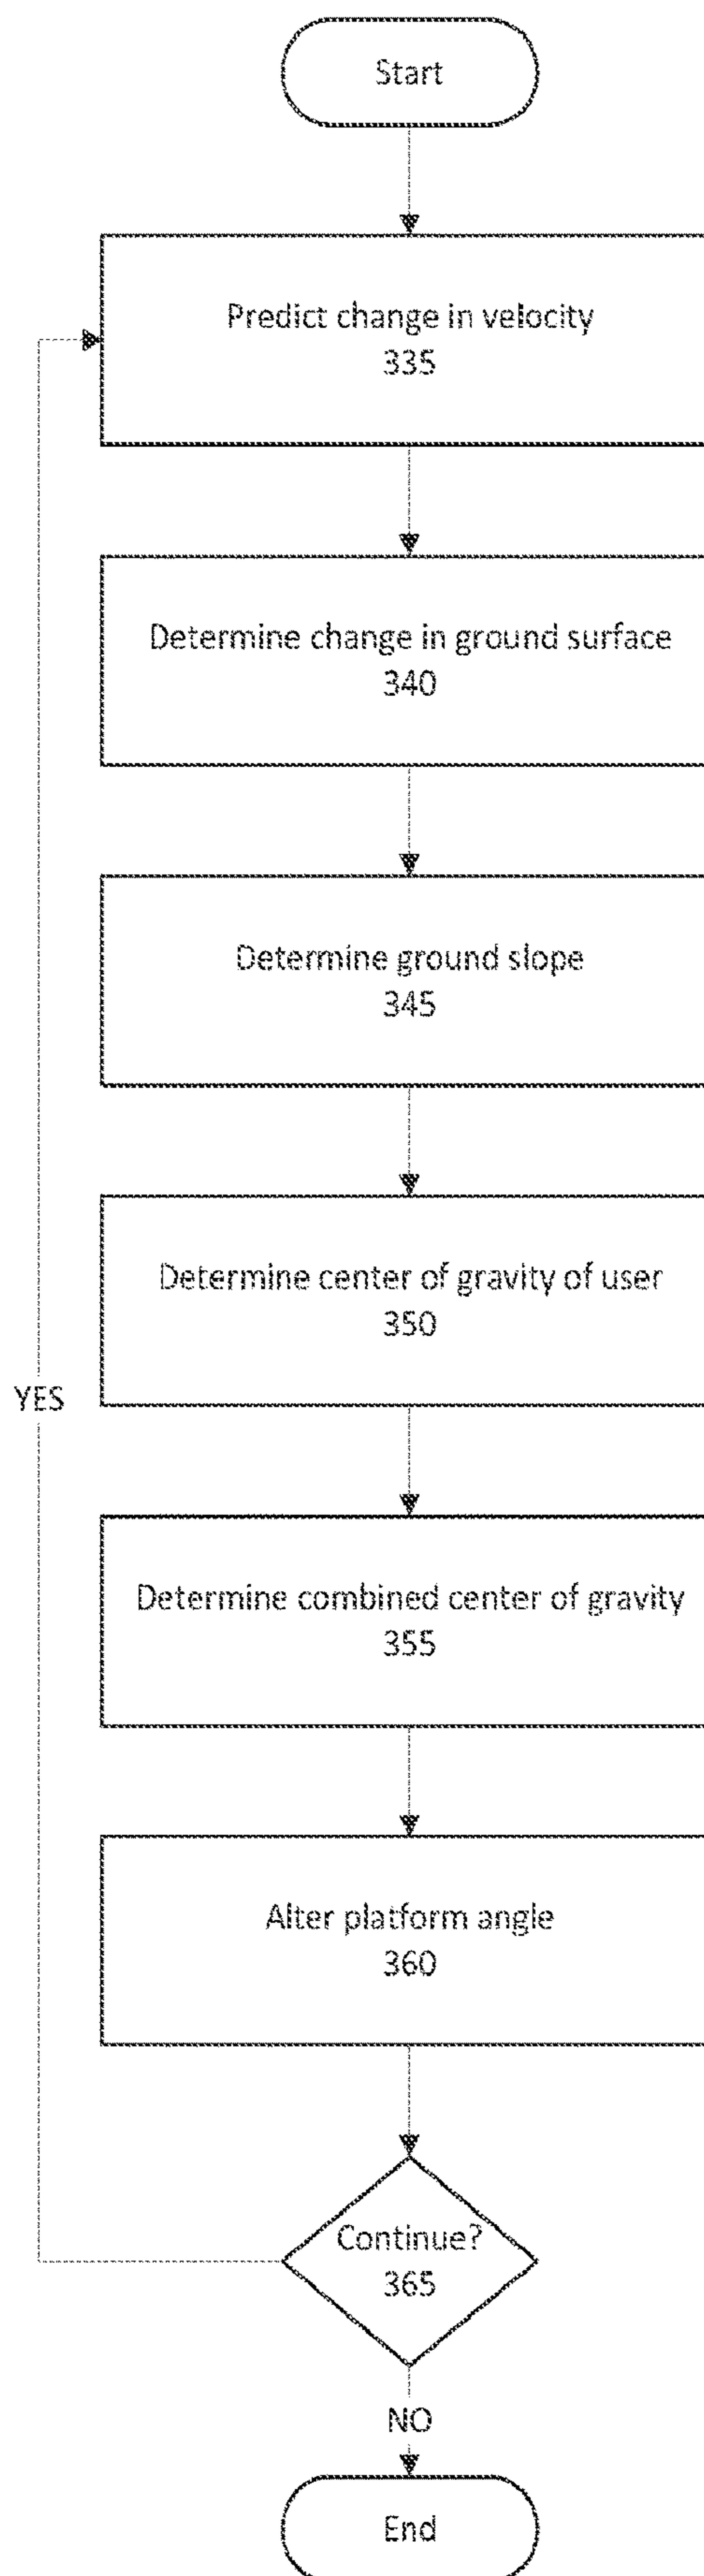 Start
Predict change in velocity
335
Determine change in ground surface
340
Determine ground slope
345
Determine center of gravity of user
350
YES
Determine combined center of gravity
355
Alter platform angle
360
Continue?
365
NO
End